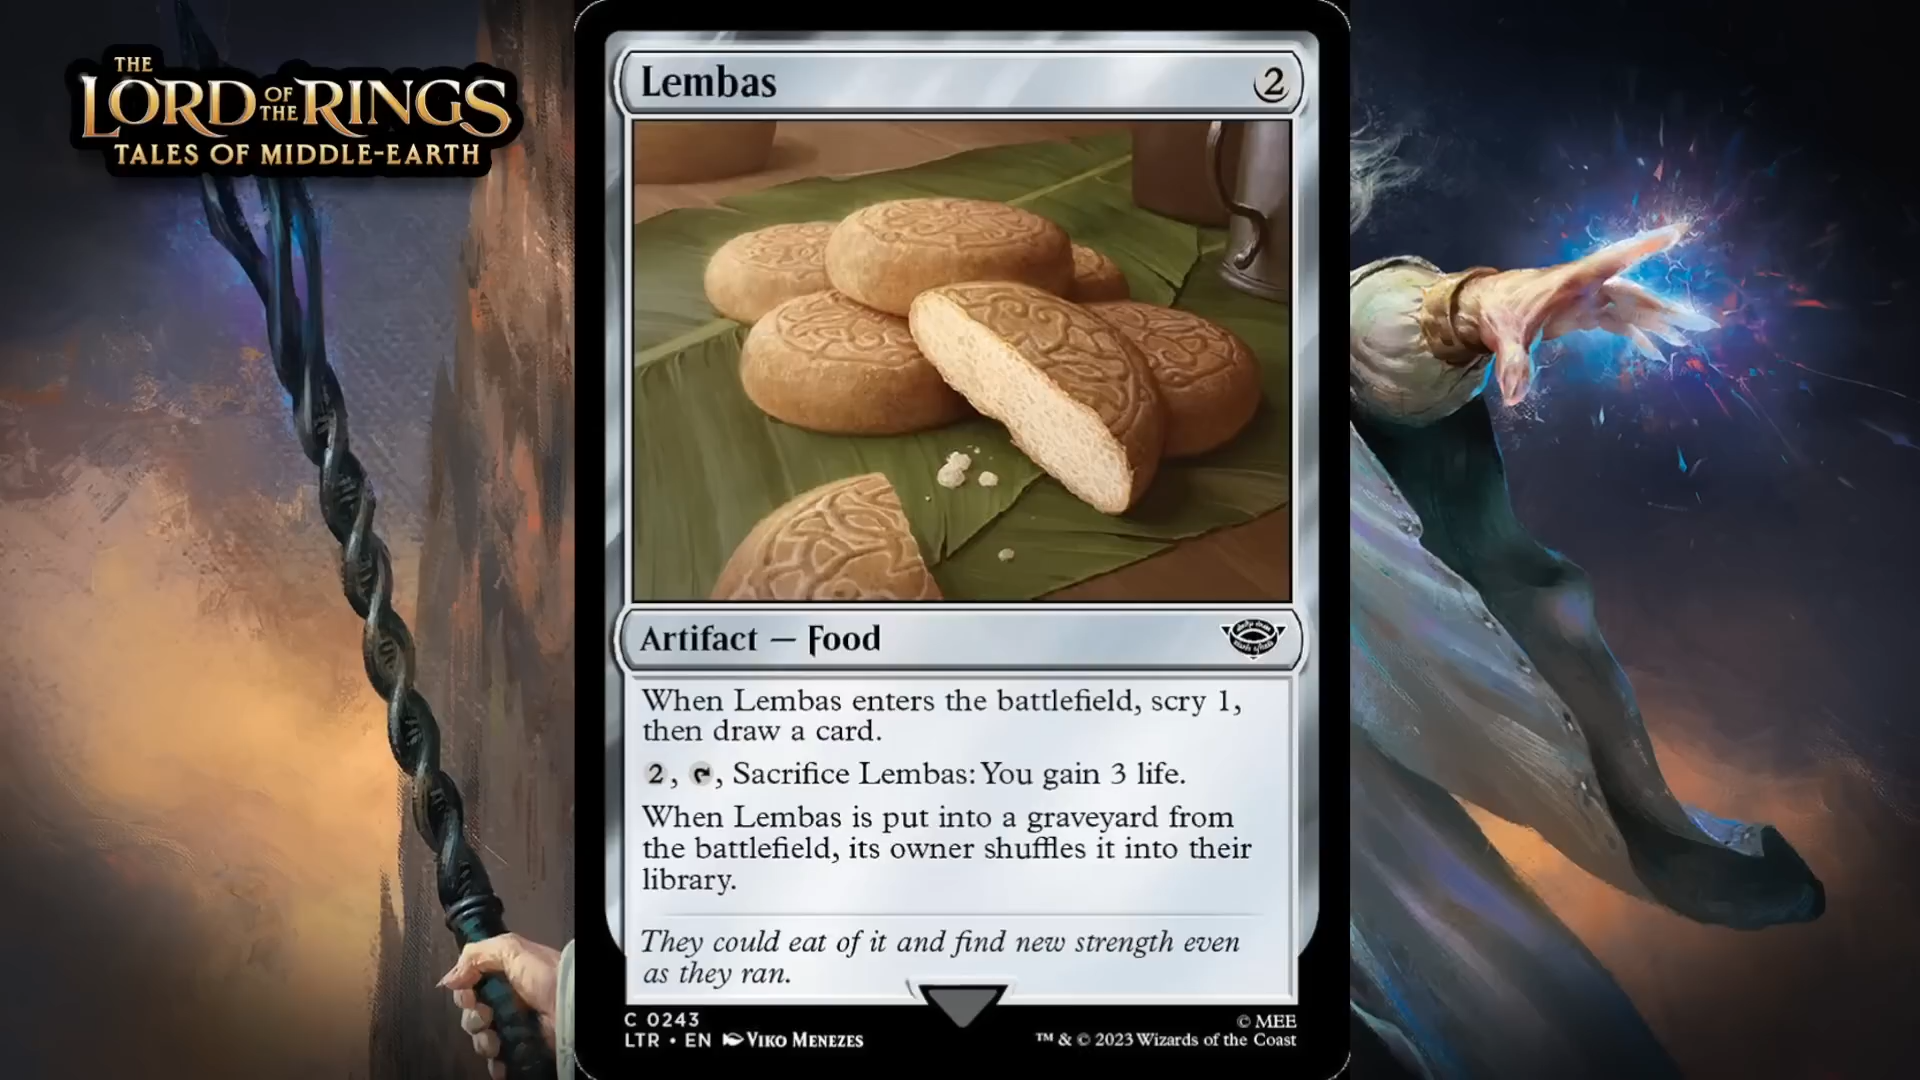 THE
LORD OF THE RINGS
TALES OF MIDDLE-EARTH
Lembas 2
Artifact — Food
When Lembas enters the battlefield, scry 1,
then draw a card.
2, , Sacrifice Lembas: You gain 3 life.
When Lembas is put into a graveyard from
the battlefield, its owner shuffles it into their
library.
They could eat of it and find new strength even
as they ran.
C 0243
LTR • EN Viko Menezes
© MEE
™ & © 2023 Wizards of the Coast